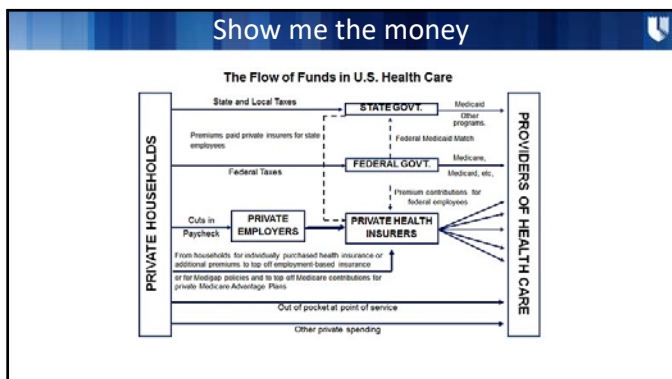 Show me the money
The Flow of Funds in U.S. Health Care
PRIVATE HOUSEHOLDS
State and Local Taxes
STATE GOVT.
Medicaid
Other
programs.
Premiums paid private insurers for state
employees
Federal Medicaid Match
Federal Taxes
FEDERAL GOVT.
Medicare,
Medicaid, etc,
Premium contributions for
federal employees
Cuts in
Paycheck
PRIVATE
EMPLOYERS
PRIVATE HEALTH
INSURERS
From households for individually purchased health insurance or
additional premiums to top off employment-based insurance
or for Medigap policies and to top off Medicare contributions for
private Medicare Advantage Plans
Out of pocket at point of service
Other private spending
PROVIDERS OF HEALTH CARE